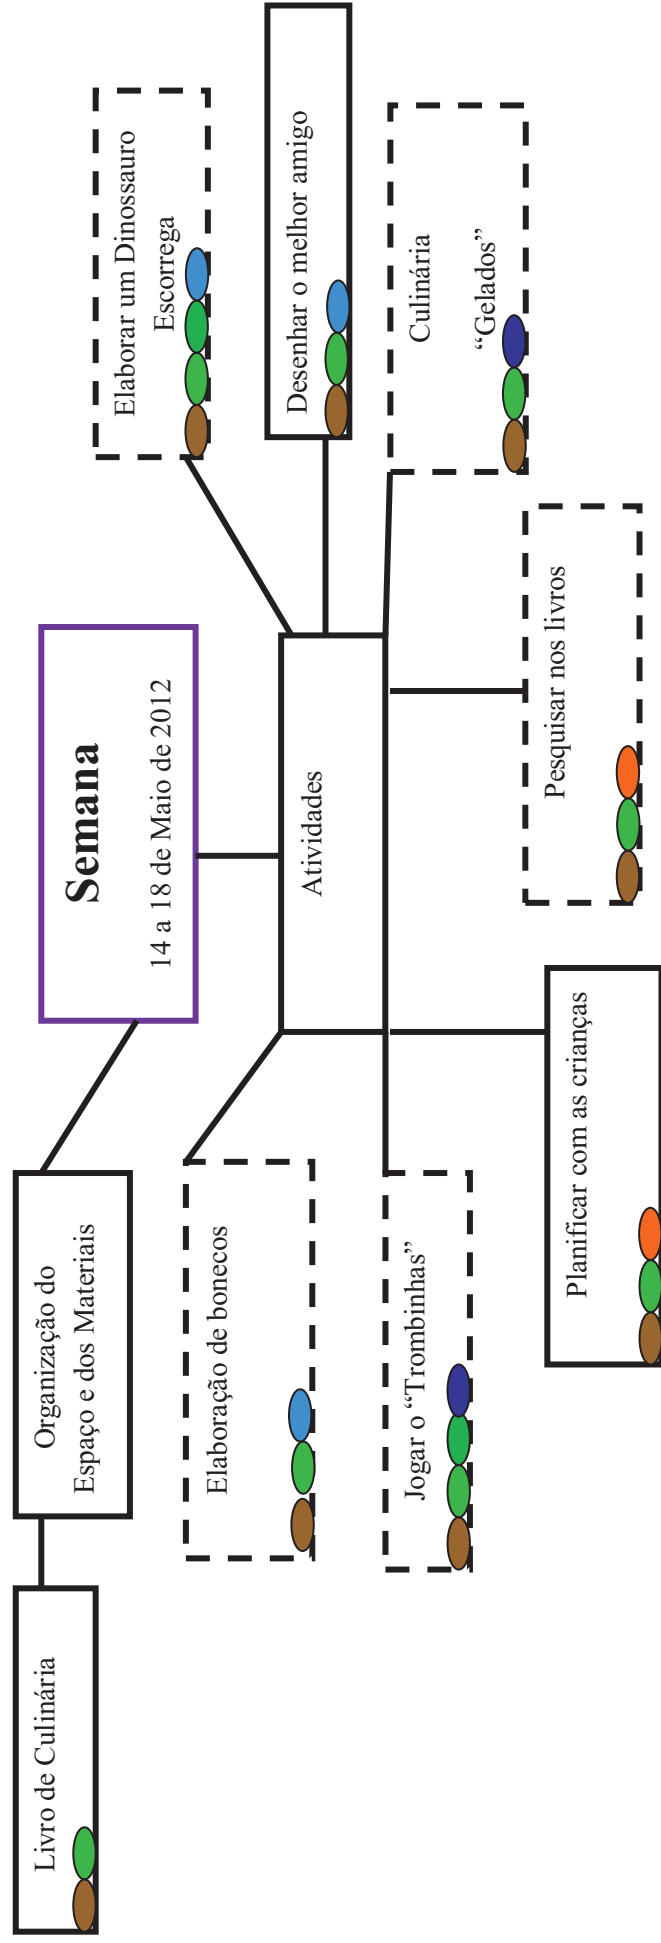 Semana
14 a 18 de Maio de 2012
Organização do
Espaço e dos Materiais
Livro de Culinária
Atividades
Elaborar um Dinossauro
Escorrega
Desenhar o melhor amigo
Culinária
“Gelados”
Pesquisar nos livros
Planificar com as crianças
Jogar o “Trombinhas”
Elaboração de bonecos